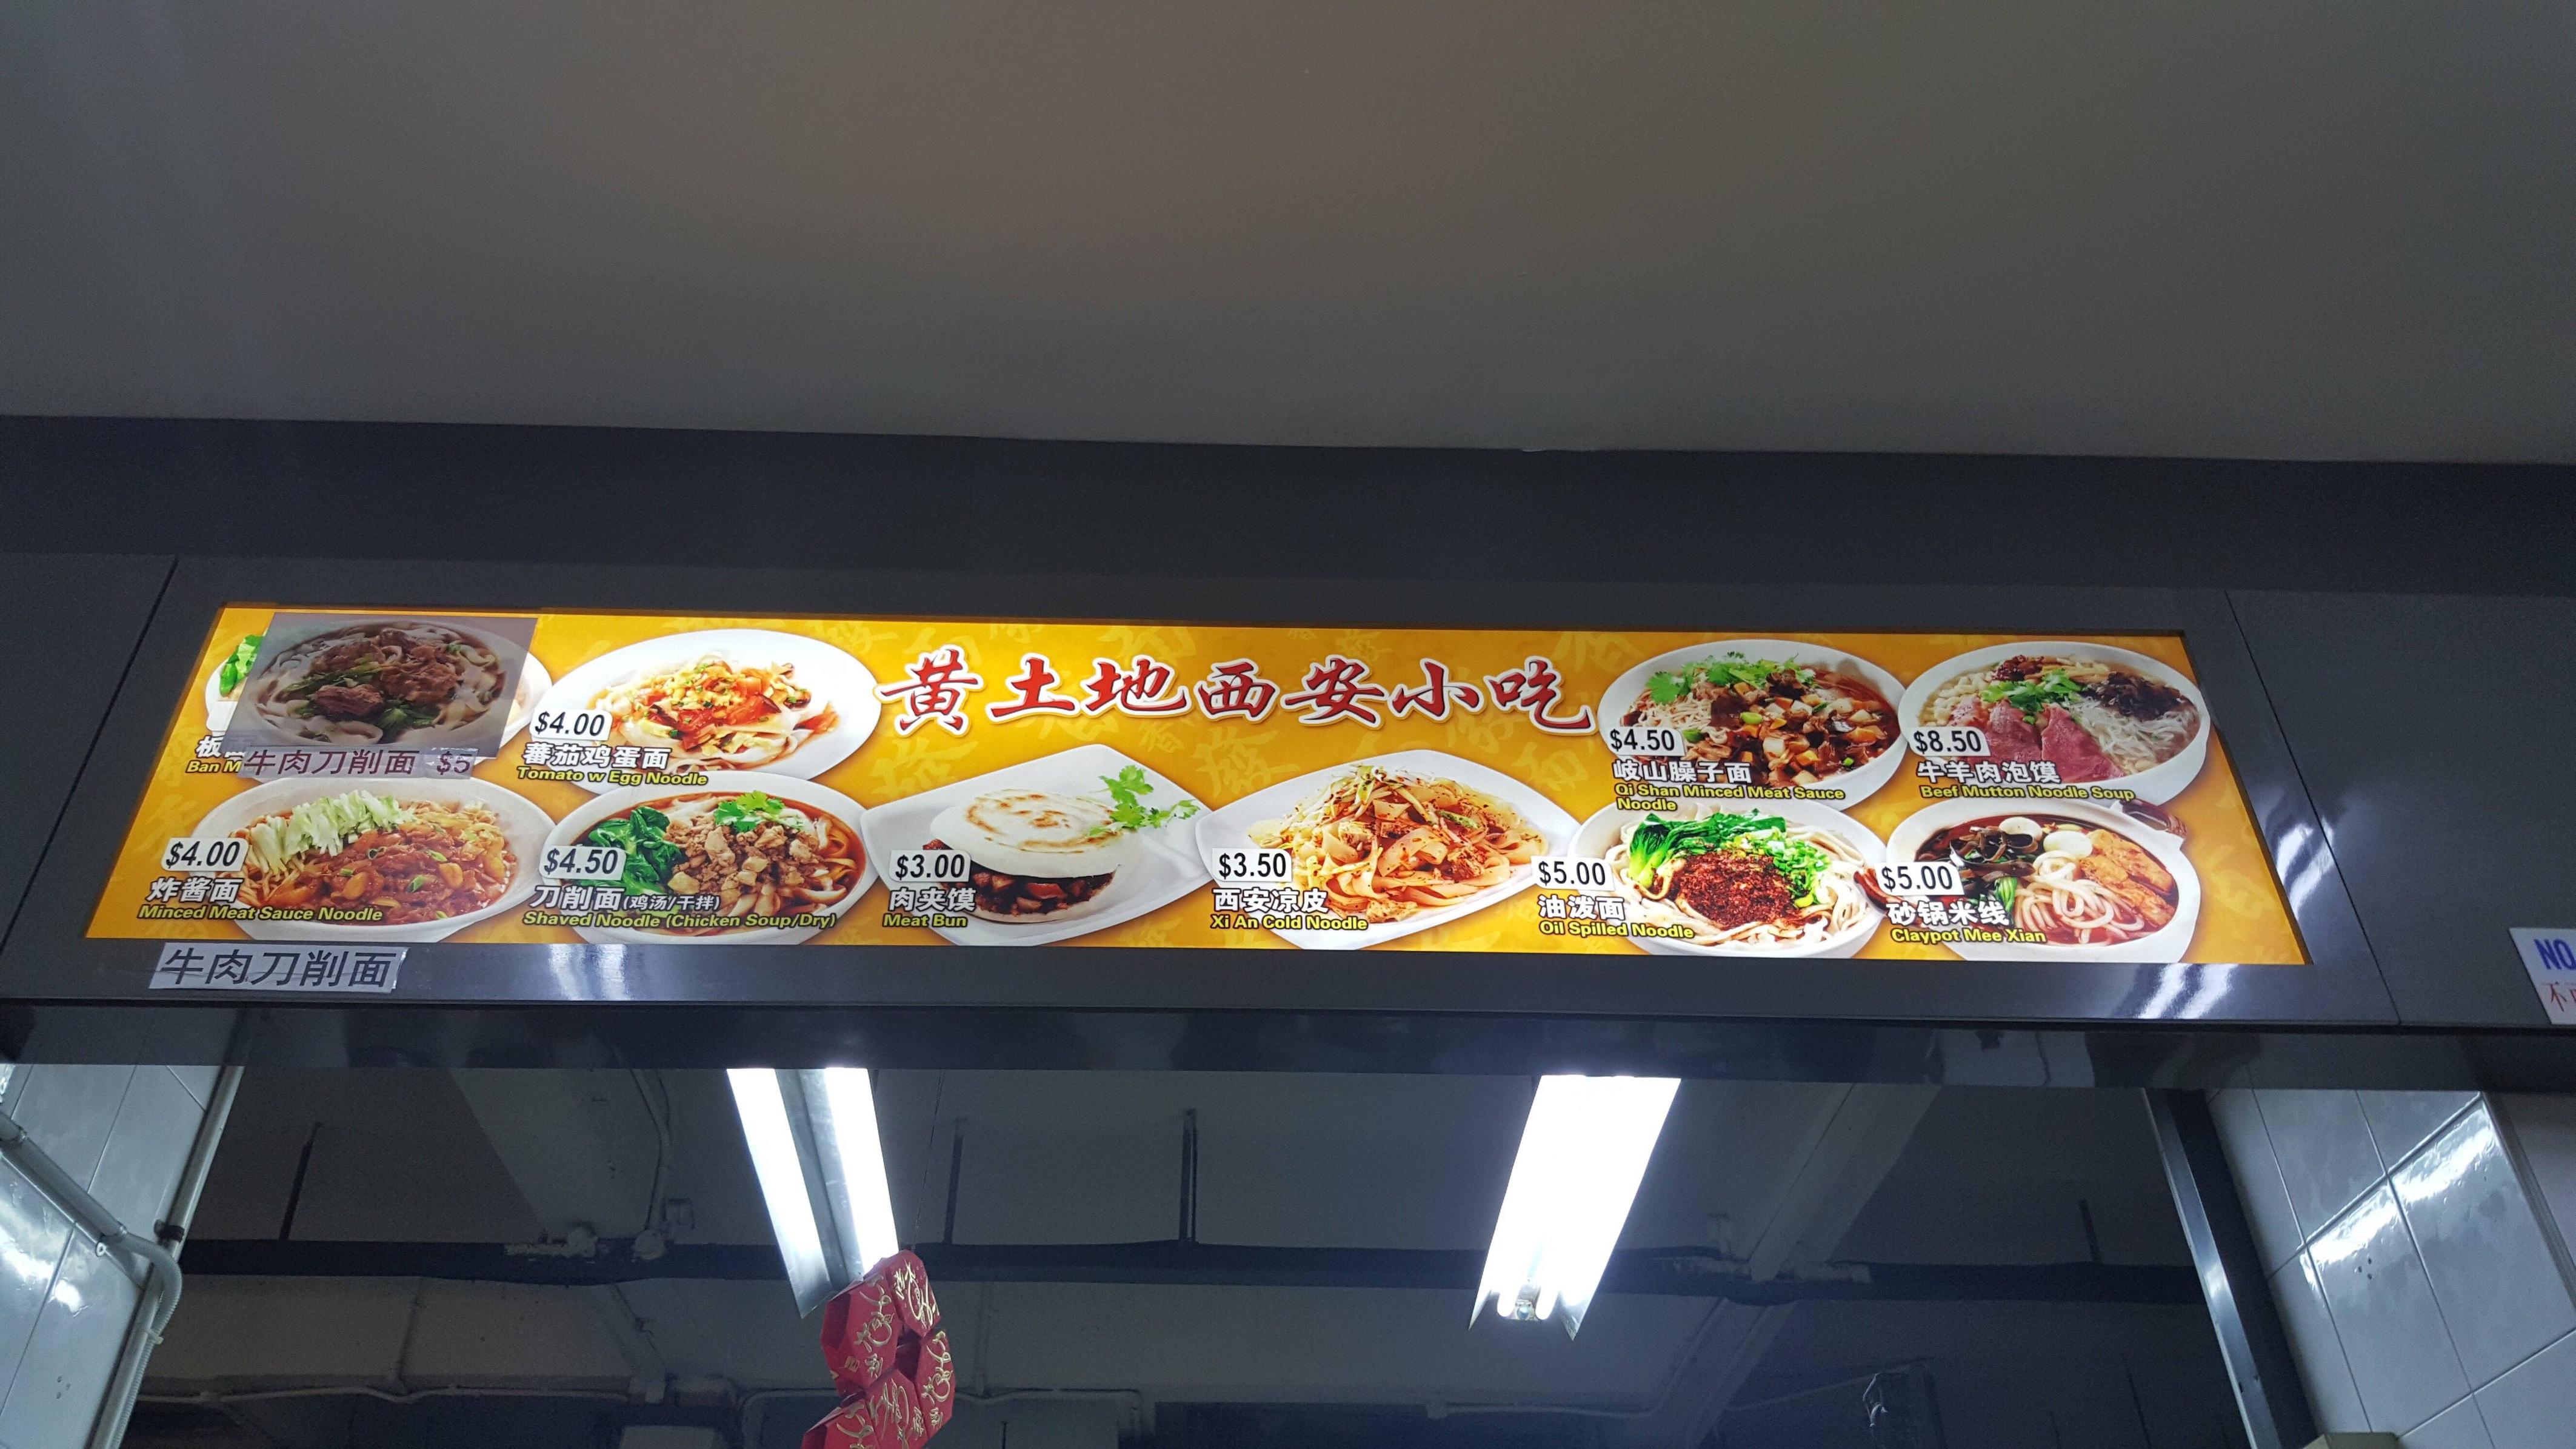 黄土地西安小吃
板
Ban M
牛肉刀削面 $5
$4.00
蕃茄鸡蛋面
Tomato w Egg Noodle
$4.50
岐山臊子面
Qi Shan Minced Meat Sauce
Noodle
$8.50
牛羊肉泡馍
Beef Mutton Noodle Soup
$4.00
炸酱面
Minced Meat Sauce Noodle
$4.50
刀削面(鸡汤/干拌)
Shaved Noodle (Chicken Soup/Dry)
$3.00
肉夹馍
Meat Bun
$3.50
西安凉皮
Xi An Cold Noodle
$5.00
油泼面
Oil Spilled Noodle
$5.00
砂锅米线
Claypot Mee Xian
牛肉刀削面
NO
不